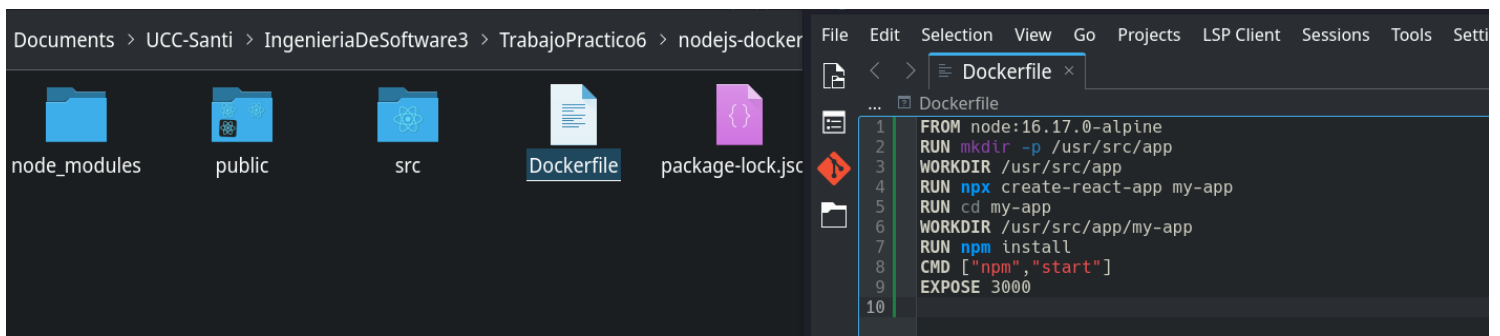 Documents > UCC-Santi > IngenieriaDeSoftware3 > TrabajoPractico6 > nodejs-docker
node_modules
public
src
Dockerfile
package-lock.jsc
File Edit Selection View Go Projects LSP Client Sessions Tools Setti
Dockerfile ×
... Dockerfile
1 FROM node:16.17.0-alpine
2 RUN mkdir -p /usr/src/app
3 WORKDIR /usr/src/app
4 RUN npx create-react-app my-app
5 RUN cd my-app
6 WORKDIR /usr/src/app/my-app
7 RUN npm install
8 CMD ["npm","start"]
9 EXPOSE 3000
10